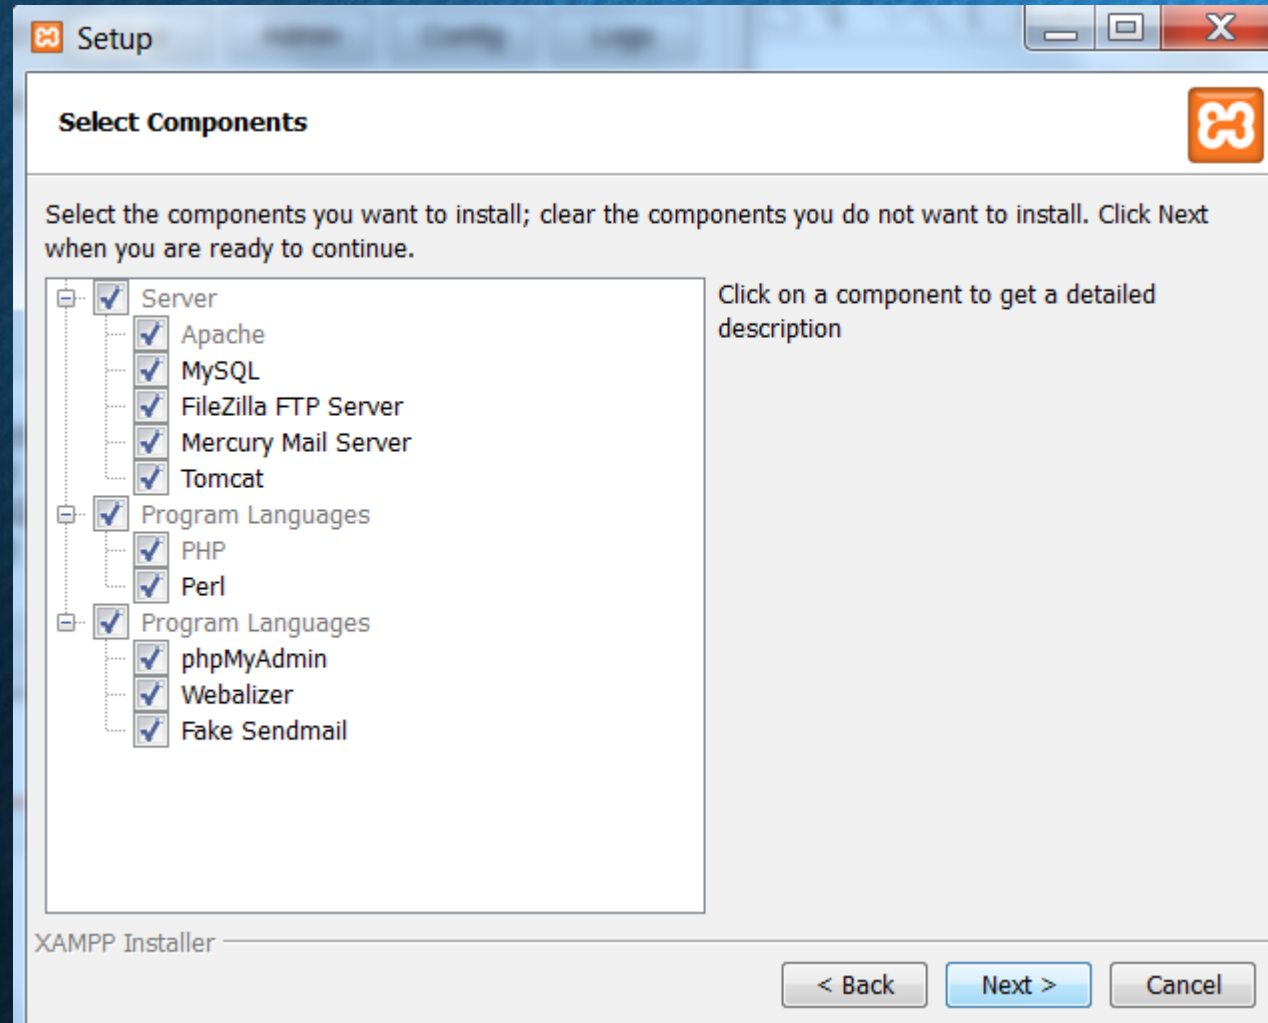 Setup
Admin Config Logs
Select Components
Select the components you want to install; clear the components you do not want to install. Click Next
when you are ready to continue.
Server
Apache
MySQL
FileZilla FTP Server
Mercury Mail Server
Tomcat
Program Languages
PHP
Perl
Program Languages
phpMyAdmin
Webalizer
Fake Sendmail
Click on a component to get a detailed
description
XAMPP Installer
< Back Next > Cancel